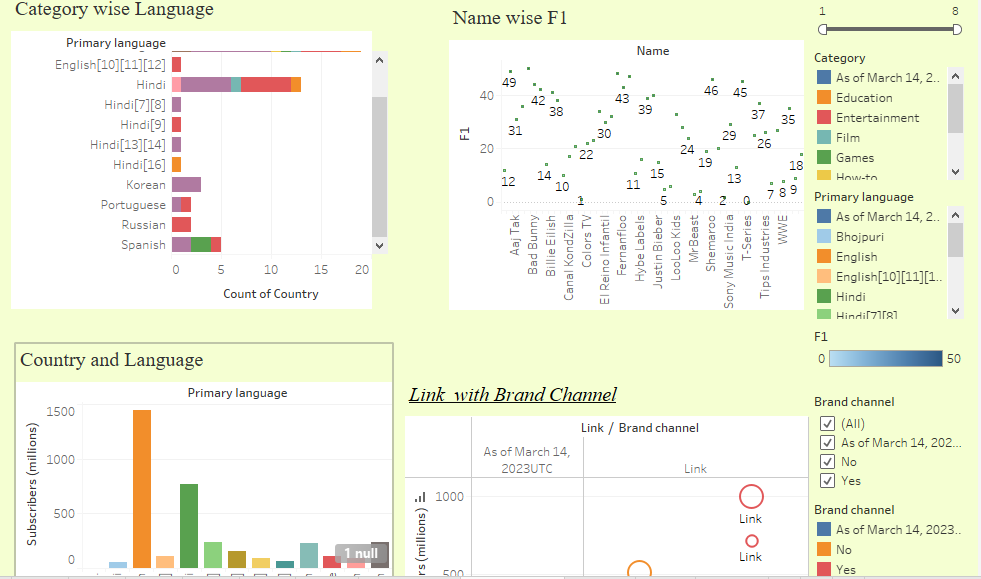 Category wise Language
Primary language
English[10][11][12]
Hindi
Hindi[7][8]
Hindi[9]
Hindi[13][14]
Hindi[16]
Korean
Portuguese
Russian
Spanish
0 5 10 15 20
Count of Country
Name wise F1
Name
F1
40
20
0
49
42
38
31
12
14
10
22
1
30
43
39
11
15
5
24
19
4
46
45
29
37
26
35
13
2
0
7
8
9
18
Aaj Tak
Bad Bunny
Billie Eilish
Canal KondZilla
Colors TV
El Reino Infantil
Fernanfloo
Hybe Labels
Justin Bieber
LooLoo Kids
MrBeast
Shemaroo
Sony Music India
T-Series
Tips Industries
WWE
1 8
Category
As of March 14, 2..
Education
Entertainment
Film
Games
How-to
Primary language
As of March 14, 2..
Bhojpuri
English
English[10][11][1..
Hindi
Hindi[7][8]
F1
0 50
Brand channel
(All)
As of March 14, 202...
No
Yes
Brand channel
As of March 14, 2023..
No
Yes
Country and Language
Primary language
Subscribers (millions)
1500
1000
500
0
1 null
Link with Brand Channel
Link / Brand channel
As of March 14,
2023UTC
Link
1000
500
rs (millions)
Link
Link